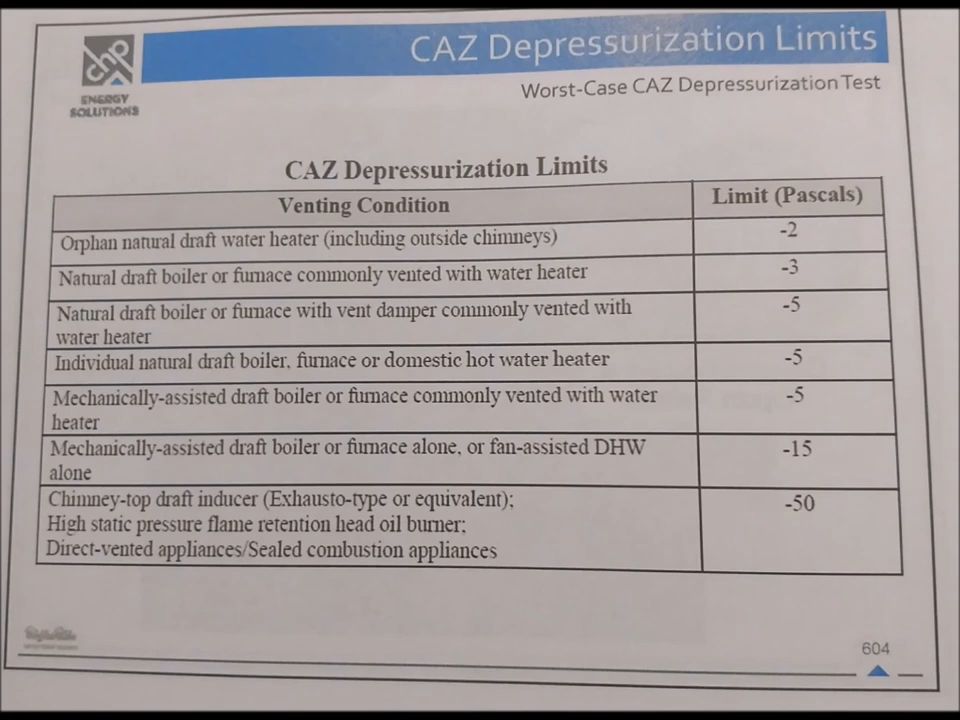 CAZ Depressurization Limits
chp
ENERGY
SOLUTIONS
Worst-Case CAZ Depressurization Test
CAZ Depressurization Limits
Venting Condition Limit (Pascals)
Orphan natural draft water heater (including outside chimneys) -2
Natural draft boiler or furnace commonly vented with water heater -3
Natural draft boiler or furnace with vent damper commonly vented with -5
water heater
Individual natural draft boiler, furnace or domestic hot water heater -5
Mechanically-assisted draft boiler or furnace commonly vented with water -5
heater
Mechanically-assisted draft boiler or furnace alone, or fan-assisted DHW -15
alone
Chimney-top draft inducer (Exhausto-type or equivalent); -50
High static pressure flame retention head oil burner;
Direct-vented appliances/Sealed combustion appliances
604